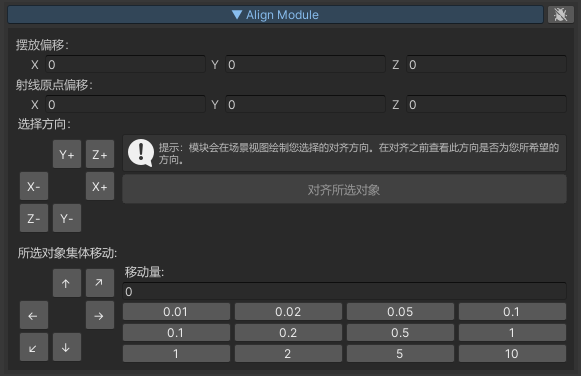 ▼ Align Module
摆放偏移:
X 0 Y 0 Z 0
射线原点偏移:
X 0 Y 0 Z 0
选择方向:
Y+ Z+
X- X+
Z- Y-
提示: 模块会在场景视图绘制您选择的对齐方向。在对齐之前查看此方向是否为您所希望的
方向。
对齐所选对象
所选对象集体移动:
↑ ↗
← →
↙ ↓
移动量:
0
0.01 0.02 0.05 0.1
0.1 0.2 0.5 1
1 2 5 10